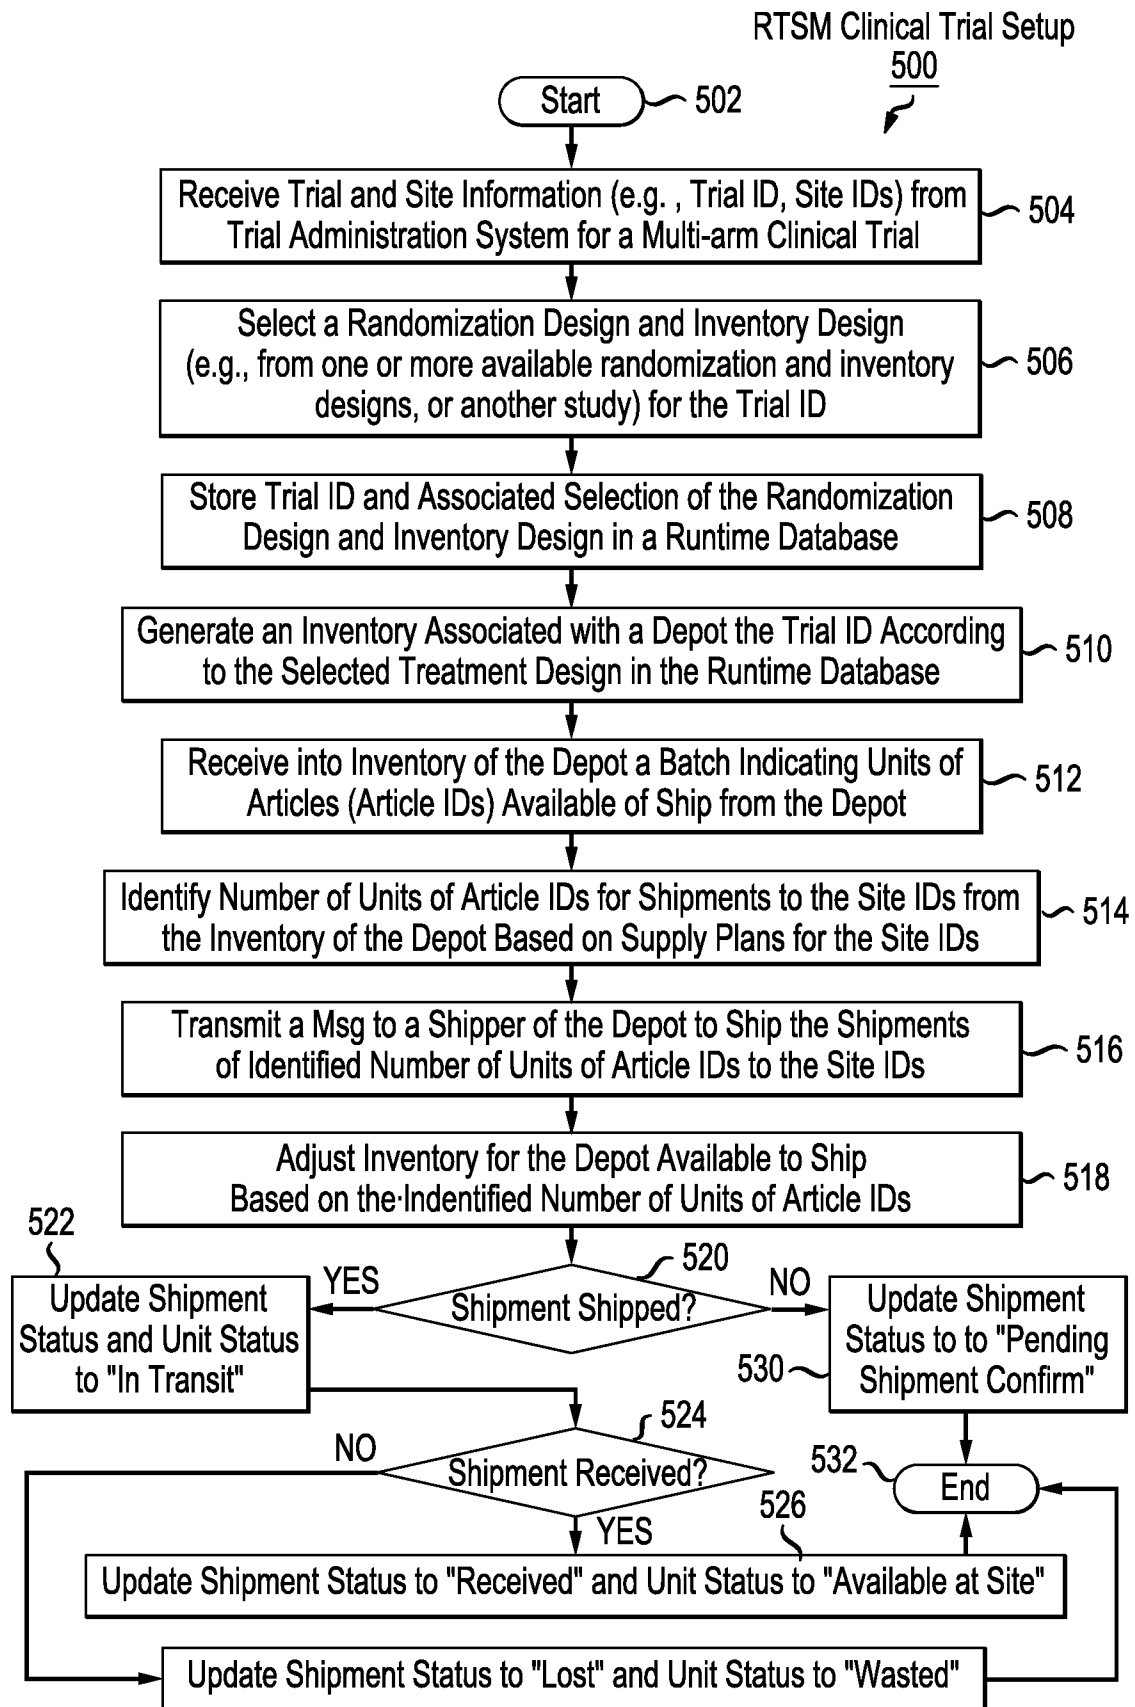 RTSM Clinical Trial Setup
500
Start
502
Receive Trial and Site Information (e.g. , Trial ID, Site IDs) from
Trial Administration System for a Multi-arm Clinical Trial
504
Select a Randomization Design and Inventory Design
(e.g., from one or more available randomization and inventory
designs, or another study) for the Trial ID
506
Store Trial ID and Associated Selection of the Randomization
Design and Inventory Design in a Runtime Database
508
Generate an Inventory Associated with a Depot the Trial ID According
to the Selected Treatment Design in the Runtime Database
510
Receive into Inventory of the Depot a Batch Indicating Units of
Articles (Article IDs) Available of Ship from the Depot
512
Identify Number of Units of Article IDs for Shipments to the Site IDs from
the Inventory of the Depot Based on Supply Plans for the Site IDs
514
Transmit a Msg to a Shipper of the Depot to Ship the Shipments
of Identified Number of Units of Article IDs to the Site IDs
516
Adjust Inventory for the Depot Available to Ship
Based on the·Indentified Number of Units of Article IDs
518
Shipment Shipped?
520
YES
NO
522
Update Shipment
Status and Unit Status
to "In Transit"
Update Shipment
Status to to "Pending
Shipment Confirm"
530
Shipment Received?
524
NO
YES
532
End
526
Update Shipment Status to "Received" and Unit Status to "Available at Site"
Update Shipment Status to "Lost" and Unit Status to "Wasted"